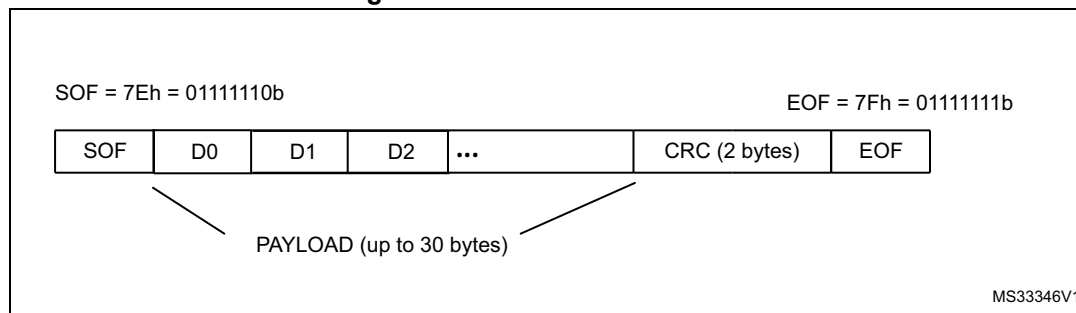 SOF = 7Eh = 01111110b
EOF = 7Fh = 01111111b
SOF D0 D1 D2 ... CRC (2 bytes) EOF
PAYLOAD (up to 30 bytes)
MS33346V1